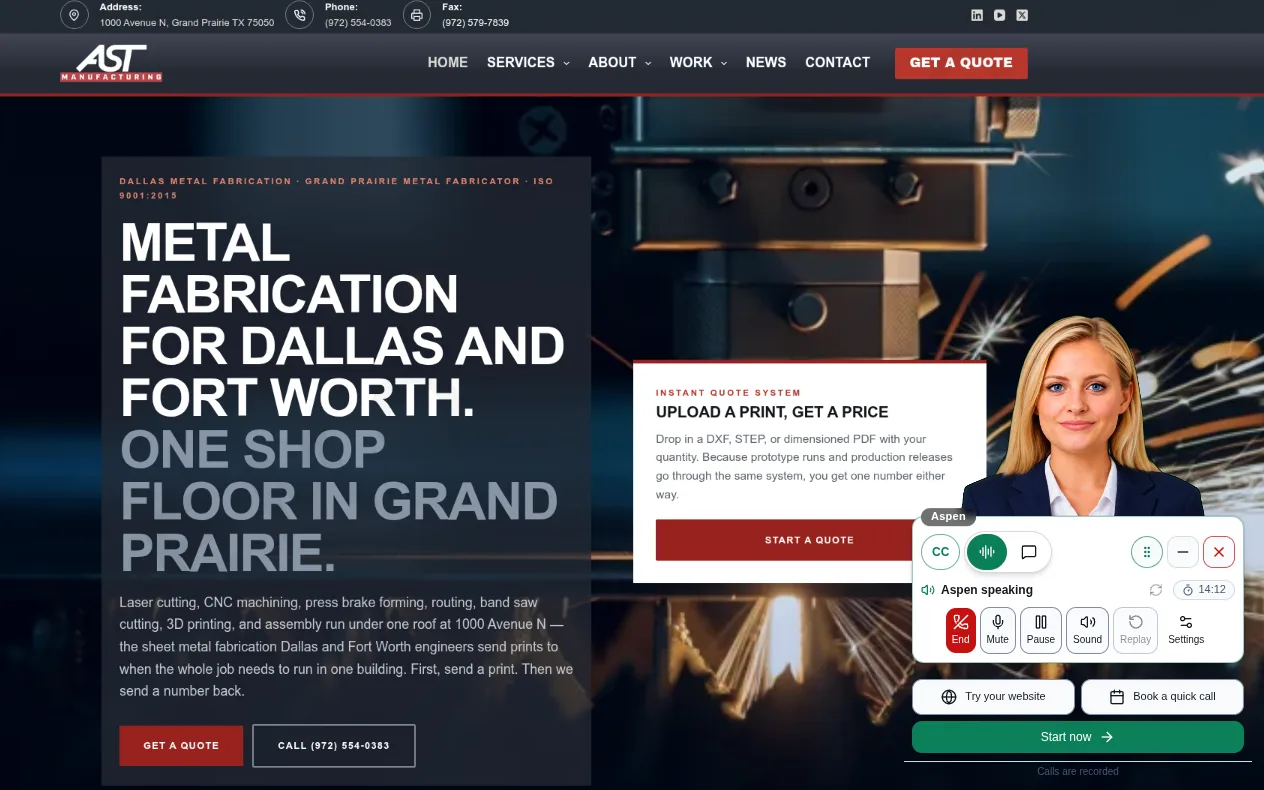 Address:
1000 Avenue N, Grand Prairie TX 75050
Phone:
(972) 554-0383
Fax:
(972) 579-7839
AST
MANUFACTURING
HOME
SERVICES
ABOUT
WORK
NEWS
CONTACT
GET A QUOTE
DALLAS METAL FABRICATION · GRAND PRAIRIE METAL FABRICATOR · ISO
9001:2015
METAL
FABRICATION
FOR DALLAS AND
FORT WORTH.
ONE SHOP
FLOOR IN GRAND
PRAIRIE.
Laser cutting, CNC machining, press brake forming, routing, band saw
cutting, 3D printing, and assembly run under one roof at 1000 Avenue N —
the sheet metal fabrication Dallas and Fort Worth engineers send prints to
when the whole job needs to run in one building. First, send a print. Then we
send a number back.
GET A QUOTE
CALL (972) 554-0383
INSTANT QUOTE SYSTEM
UPLOAD A PRINT, GET A PRICE
Drop in a DXF, STEP, or dimensioned PDF with your
quantity. Because prototype runs and production releases
go through the same system, you get one number either
way.
START A QUOTE
Aspen
CC
Aspen speaking
14:12
End
Mute
Pause
Sound
Replay
Settings
Try your website
Book a quick call
Start now
Calls are recorded